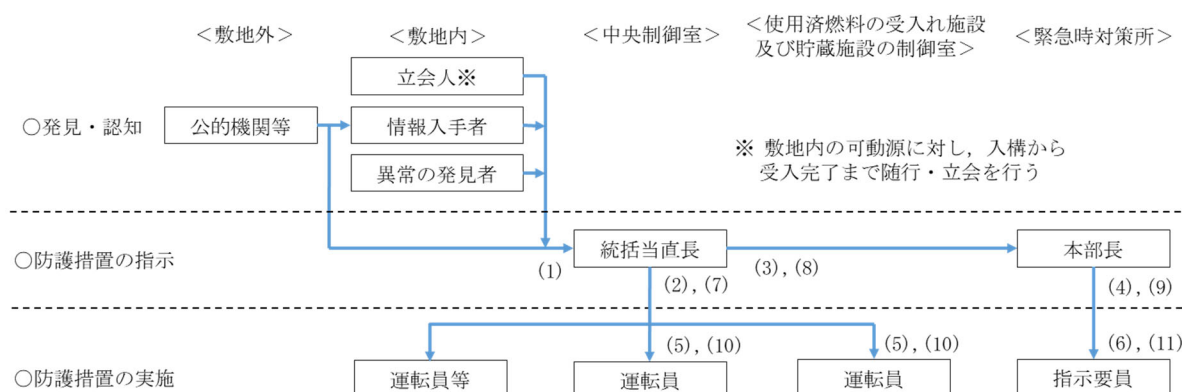 <敷地外>
<敷地内>
<中央制御室>
<使用済燃料の受入れ施設
及び貯蔵施設の制御室>
<緊急時対策所>
立会人※
○発見・認知
公的機関等
情報入手者
異常の発見者
※ 敷地内の可動源に対し，入構から
受入完了まで随行・立会を行う
○防護措置の指示
(1)
統括当直長
(2), (7)
(3), (8)
本部長
(4), (9)
(5), (10)
(5), (10)
(6), (11)
○防護措置の実施
運転員等
運転員
運転員
指示要員